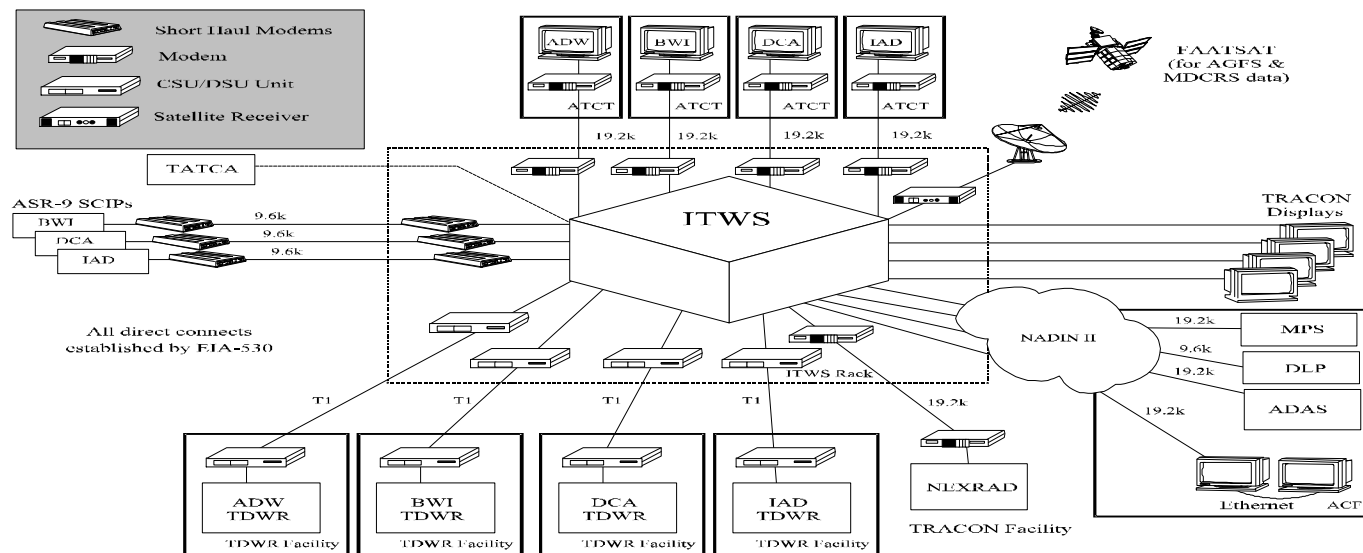 Short Haul Modems
Modem
CSU/DSU Unit
Satellite Receiver
ADW
BWI
DCA
IAD
ATCT
ATCT
ATCT
ATCT
FAATSAT
(for AGFS &
MDCRS data)
19.2k
19.2k
19.2k
19.2k
TATCA
ASR-9 SCIPs
BWI
DCA
IAD
9.6k
9.6k
9.6k
ITWS
TRACON
Displays
All direct connects
established by EIA-530
NADIN II
19.2k
9.6k
19.2k
19.2k
MPS
DLP
ADAS
ITWS Rack
T1
T1
T1
T1
19.2k
ADW
TDWR
BWI
TDWR
DCA
TDWR
IAD
TDWR
NEXRAD
Ethernet
ACF
TDWR Facility
TDWR Facility
TDWR Facility
TDWR Facility
TRACON Facility